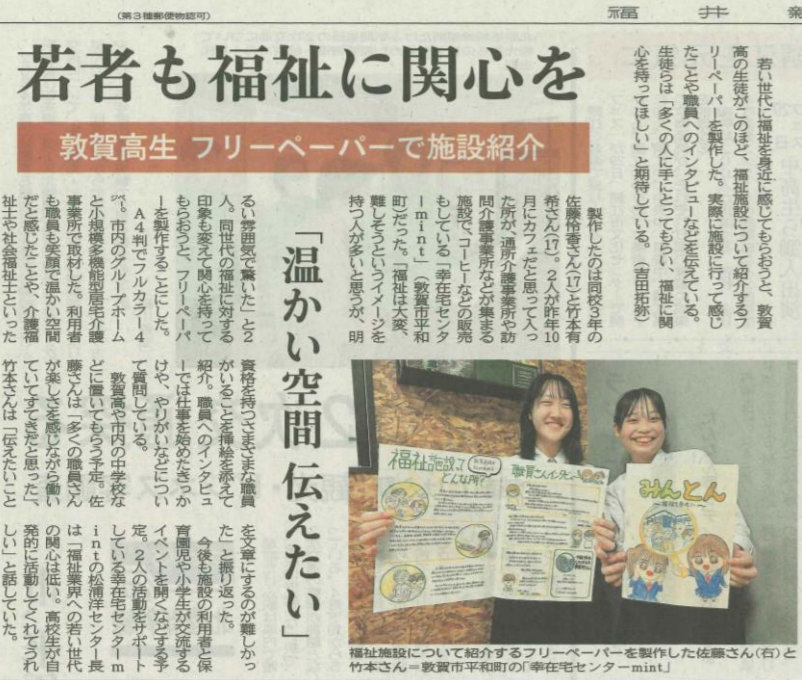 (第3種郵便物認可)
福井
若者も福祉に関心を
敦賀高生 フリーペーパーで施設紹介
若い世代に福祉を身近に感じてもらおうと、敦賀
高の生徒がこのほど、福祉施設について紹介するフ
リーペーパーを製作した。実際に施設に行って感じ
たことや職員へのインタビューなどを伝えている。
生徒らは「多くの人に手にとってもらい、福祉に関
心を持ってほしい」と期待している。（吉田拓弥）
製作したのは同校3年の
佐藤怜香さん(17)と竹本有
希さん(17)。2人が昨年10
月にカフェだと思って入っ
た所が、通所介護事業所や訪
問介護事業所などが集まる
施設で、コーヒーなどの販売
もしている「幸在宅センタ
ーmint」（敦賀市平和
町）だった。「福祉は大変、
難しそうというイメージを
持つ人が多いと思うが、明
るい雰囲気で驚いた」と2
人。同世代の福祉に対する
印象も変えて関心を持って
もらおうと、フリーペーパ
ーを製作することにした。
A4判でフルカラー4
㌻。市内のグループホーム
と小規模多機能型居宅介護
事業所で取材した。利用者
も職員も笑顔で温かい空間
だと感じたことや、介護福
祉士や社会福祉士といった
「温かい空間 伝えたい」
資格を持つさまざまな職員
がいることを挿絵を添えて
紹介。職員へのインタビュ
ーでは仕事を始めたきっか
けや、やりがいなどについ
て質問している。
敦賀高や市内の中学校な
どに置いてもらう予定。佐
藤さんは「多くの職員さん
が楽しさを感じながら働い
ていてすてきだと思った」、
竹本さんは「伝えたいこと
を文章にするのが難しかっ
た」と振り返った。
今後も施設の利用者と保
育園児や小学生が交流する
イベントを開くなどする予
定。2人の活動をサポート
している幸在宅センターm
intの松浦洋センター長
は「福祉業界への若い世代
の関心は低い。高校生が自
発的に活動してくれてうれ
しい」と話していた。
福祉施設って
どんな所？
職員さんインタビュー
みんとん
福祉施設について紹介するフリーペーパーを製作した佐藤さん(右)と
竹本さん＝敦賀市平和町の「幸在宅センターmint」